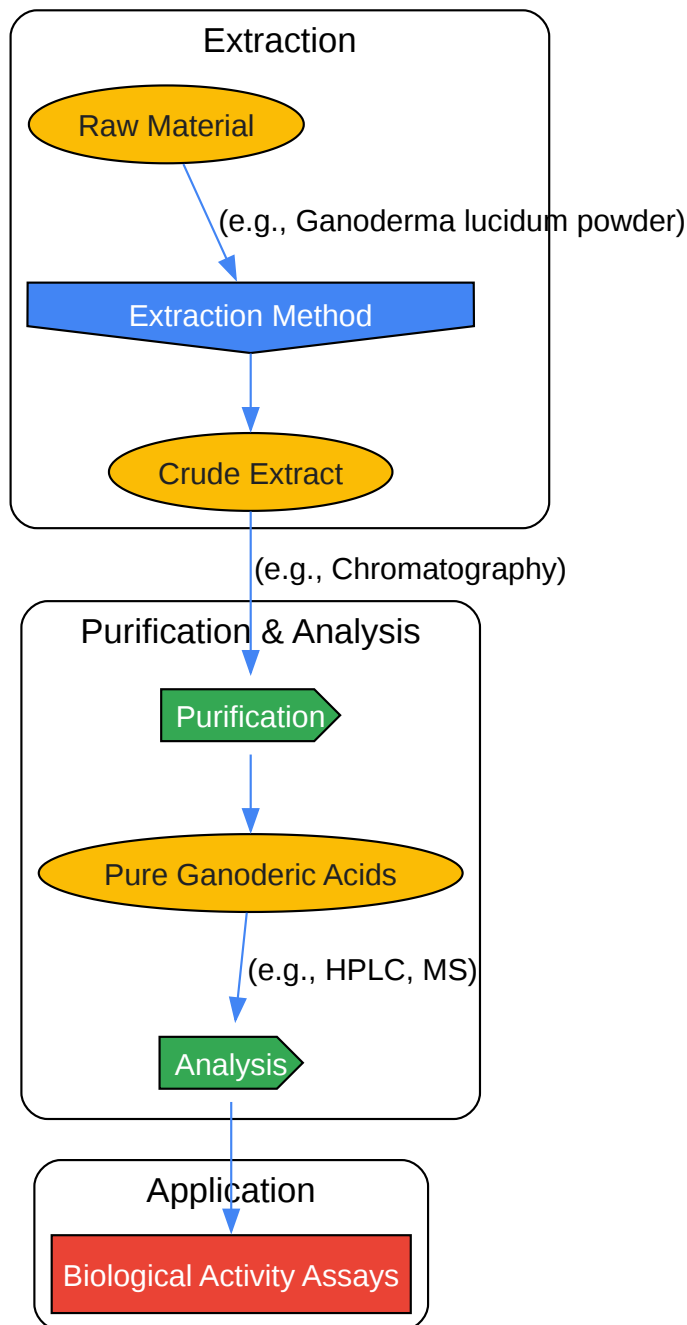 Extraction
Raw Material
(e.g., Ganoderma lucidum powder)
Extraction Method
Crude Extract
(e.g., Chromatography)
Purification & Analysis
Purification
Pure Ganoderic Acids
(e.g., HPLC, MS)
Analysis
Application
Biological Activity Assays